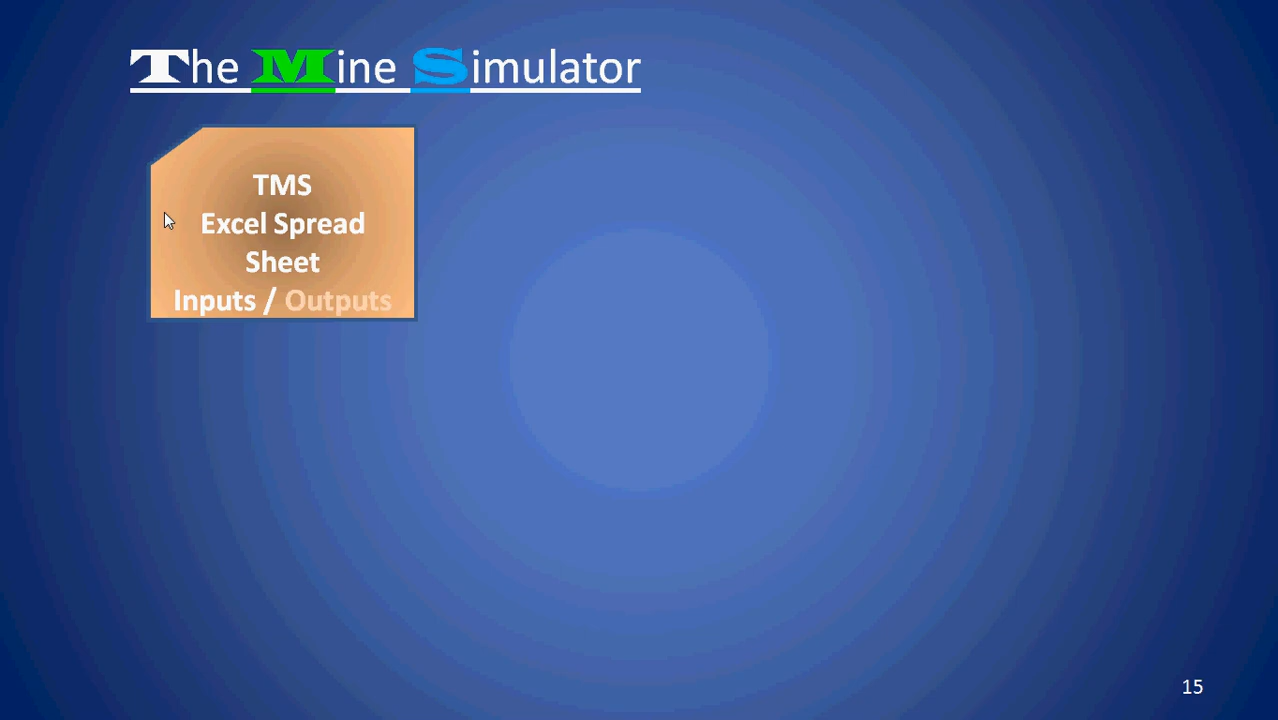 The Mine Simulator
TMS
Excel Spread
Sheet
Inputs / Outputs
15